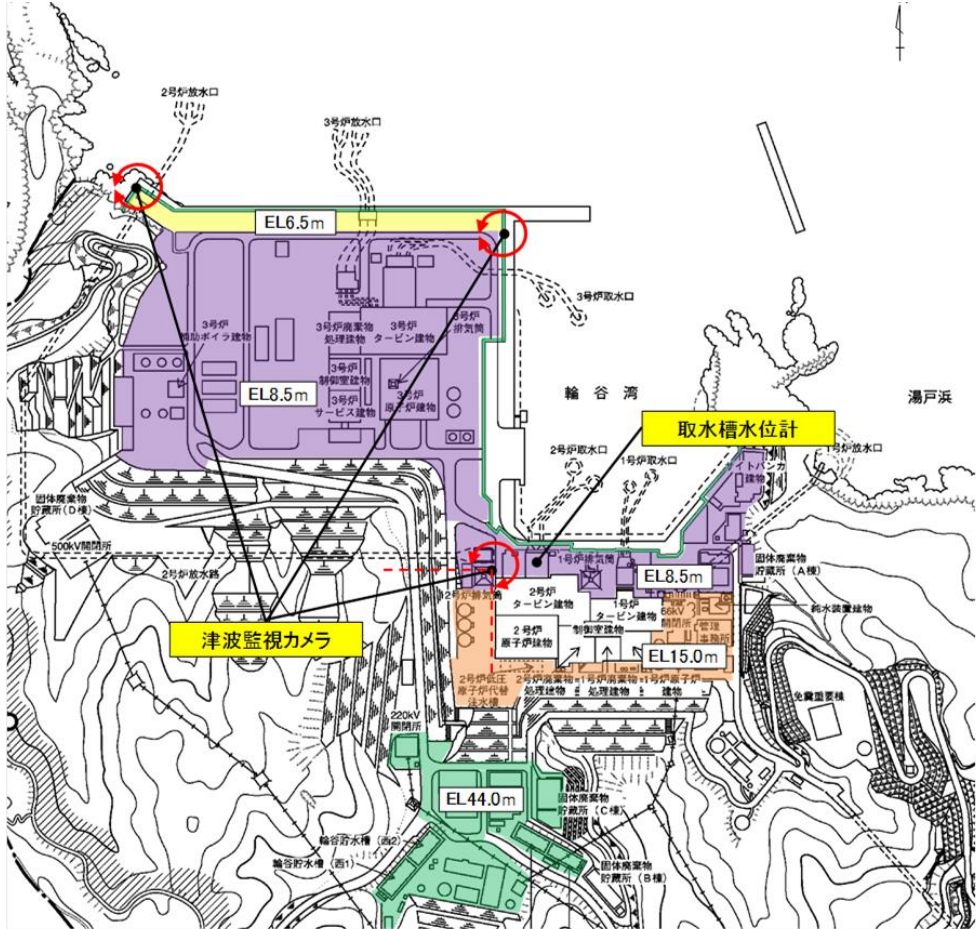 2号炉放水口
3号炉放水口
EL6.5m
3号炉取水口
3号炉
補助ボイラ建物
3号炉廃棄物
処理建物
3号炉
タービン建物
3号炉
排気筒
3号炉
制御室建物
3号炉
サービス建物
3号炉
原子炉建物
EL8.5m
輪谷湾
湯戸浜
取水槽水位計
2号炉取水口
1号炉取水口
1号炉放水口
サイトバンカ
建物
固体廃棄物
貯蔵所(D棟)
500kV開閉所
2号炉放水路
1号炉排気筒
EL8.5m
固体廃棄物
貯蔵所(A棟)
2号炉排気筒
2号炉
タービン建物
1号炉
タービン建物
66kV
開閉所
管理
事務所
純水装置建物
津波監視カメラ
2号炉
原子炉建物
制御室建物
EL15.0m
2号炉低圧
原子炉代替
注水槽
2号炉廃棄物
処理建物
1号炉廃棄物
処理建物
1号炉原子炉
建物
免震重要棟
220kV
開閉所
EL44.0m
固体廃棄物
貯蔵所(C棟)
輪谷貯水槽(西2)
輪谷貯水槽(西1)
固体廃棄物
貯蔵所(B棟)